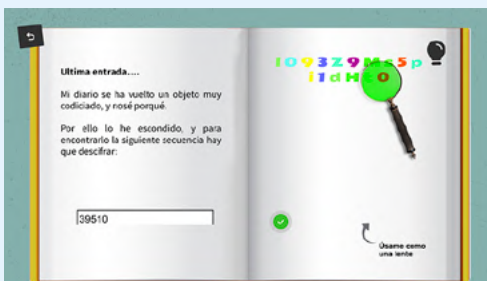 Ultima entrada....
Mi diario se ha vuelto un objeto muy
codiciado, y nosé porqué.
Por ello lo he escondido, y para
encontrarlo la siguiente secuencia hay
que descifrar:
39510
Úsame como
una lente